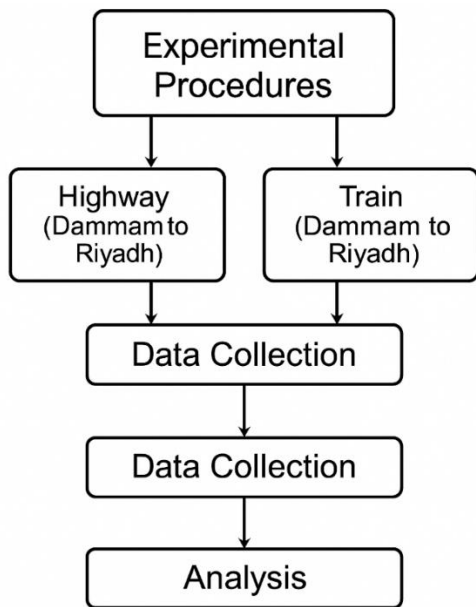 Experimental
Procedures
Highway
(Dammam to
Riyadh)
Train
(Dammam to
Riyadh)
Data Collection
Data Collection
Analysis